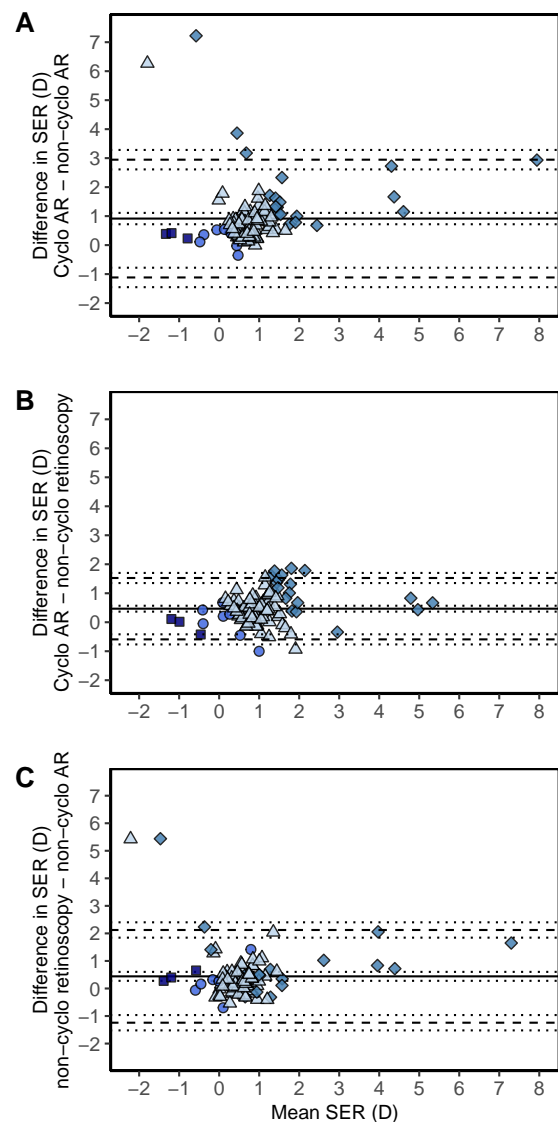 A
Difference in SER (D)
Cyclo AR − non−cyclo AR
7
6
5
4
3
2
1
0
−1
−2
−2 −1 0 1 2 3 4 5 6 7 8
B
Difference in SER (D)
Cyclo AR − non−cyclo retinoscopy
7
6
5
4
3
2
1
0
−1
−2
−2 −1 0 1 2 3 4 5 6 7 8
C
Difference in SER (D)
non−cyclo retinoscopy − non−cyclo AR
7
6
5
4
3
2
1
0
−1
−2
−2 −1 0 1 2 3 4 5 6 7 8
Mean SER (D)